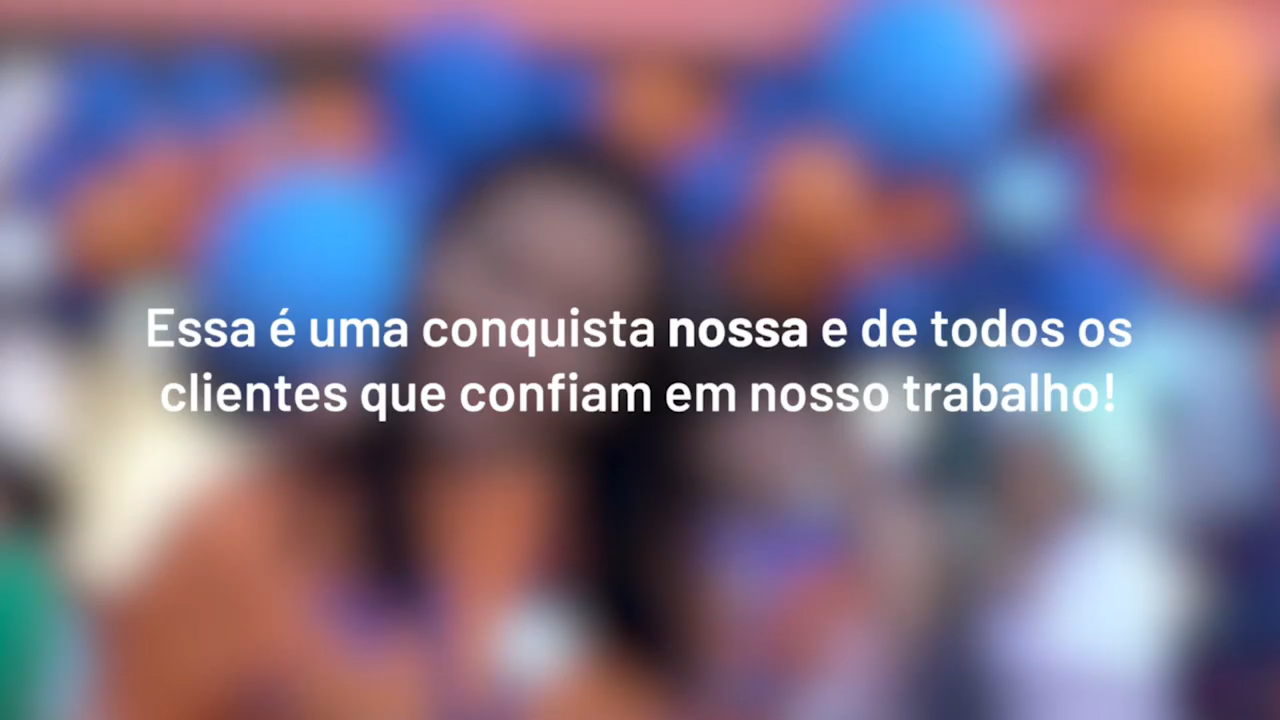 Essa é uma conquista nossa e de todos os
clientes que confiam em nosso trabalho!